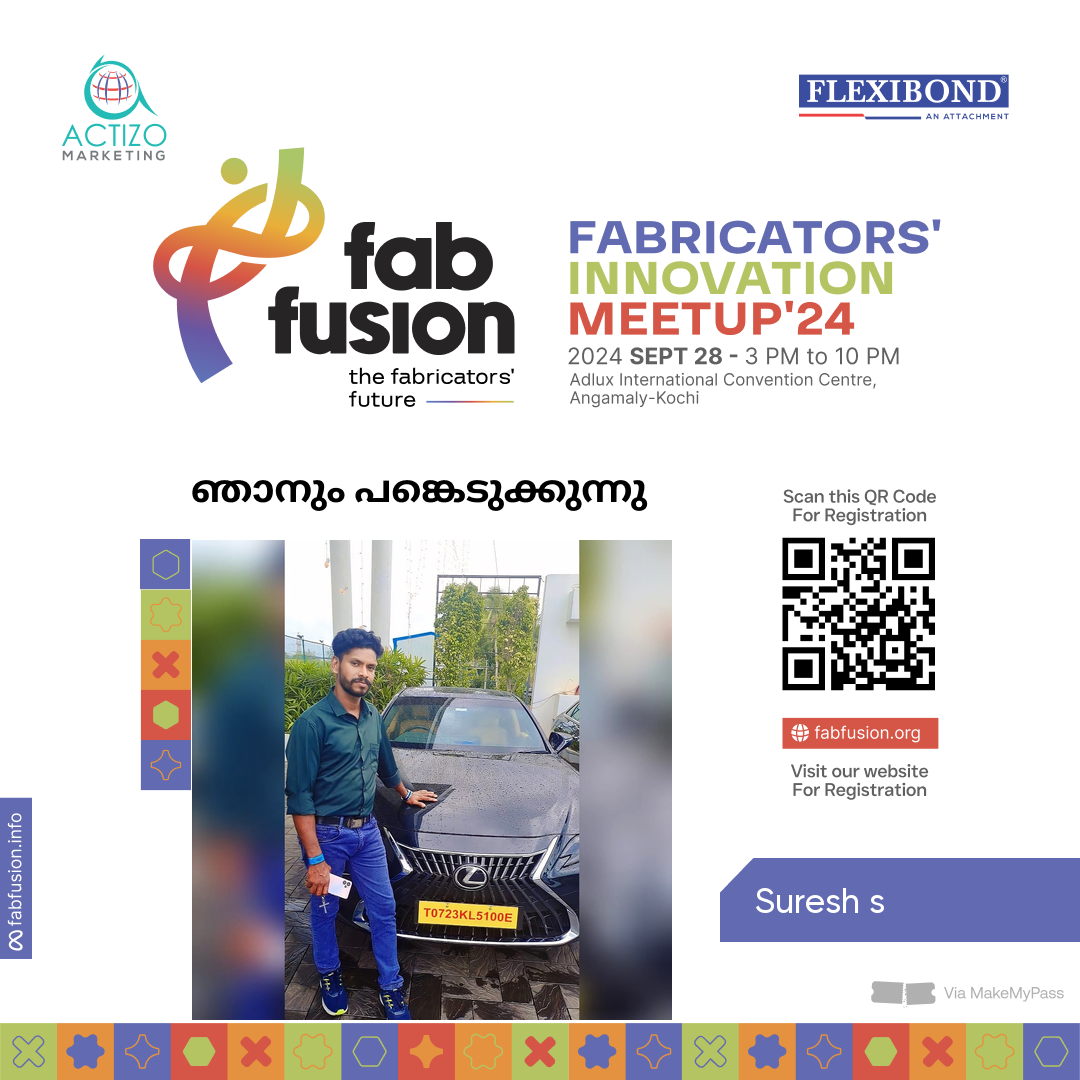 ACTIZO
MARKETING
FLEXIBOND®
AN ATTACHMENT
fab
fusion
the fabricators'
future
FABRICATORS'
INNOVATION
MEETUP'24
2024 SEPT 28 - 3 PM to 10 PM
Adlux International Convention Centre,
Angamaly-Kochi
ഞാനും പങ്കെടുക്കുന്നു
Scan this QR Code
For Registration
fabfusion.org
Visit our website
For Registration
T0723KL5100E
fabfusion.info
Suresh s
Via MakeMyPass